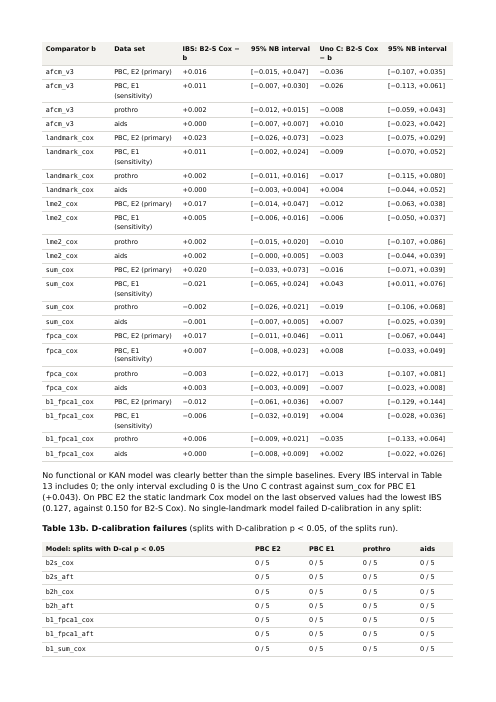 Comparator b Data set IBS: B2-S Cox − 95% NB interval Uno C: B2-S Cox 95% NB interval
b − b
afcm_v3 PBC, E2 (primary) +0.016 [−0.015, +0.047] −0.036 [−0.107, +0.035]
afcm_v3 PBC, E1 +0.011 [−0.007, +0.030] −0.026 [−0.113, +0.061]
(sensitivity)
afcm_v3 prothro +0.002 [−0.012, +0.015] −0.008 [−0.059, +0.043]
afcm_v3 aids +0.000 [−0.007, +0.007] +0.010 [−0.023, +0.042]
landmark_cox PBC, E2 (primary) +0.023 [−0.026, +0.073] −0.023 [−0.075, +0.029]
landmark_cox PBC, E1 +0.011 [−0.002, +0.024] −0.009 [−0.070, +0.052]
(sensitivity)
landmark_cox prothro +0.002 [−0.011, +0.016] −0.017 [−0.115, +0.080]
landmark_cox aids +0.000 [−0.003, +0.004] +0.004 [−0.044, +0.052]
lme2_cox PBC, E2 (primary) +0.017 [−0.014, +0.047] −0.012 [−0.063, +0.038]
lme2_cox PBC, E1 +0.005 [−0.006, +0.016] −0.006 [−0.050, +0.037]
(sensitivity)
lme2_cox prothro +0.002 [−0.015, +0.020] −0.010 [−0.107, +0.086]
lme2_cox aids +0.002 [−0.000, +0.005] −0.003 [−0.044, +0.039]
sum_cox PBC, E2 (primary) +0.020 [−0.033, +0.073] −0.016 [−0.071, +0.039]
sum_cox PBC, E1 −0.021 [−0.065, +0.024] +0.043 [+0.011, +0.076]
(sensitivity)
sum_cox prothro −0.002 [−0.026, +0.021] −0.019 [−0.106, +0.068]
sum_cox aids −0.001 [−0.007, +0.005] +0.007 [−0.025, +0.039]
fpca_cox PBC, E2 (primary) +0.017 [−0.011, +0.046] −0.011 [−0.067, +0.044]
fpca_cox PBC, E1 +0.007 [−0.008, +0.023] +0.008 [−0.033, +0.049]
(sensitivity)
fpca_cox prothro −0.003 [−0.022, +0.017] −0.013 [−0.107, +0.081]
fpca_cox aids +0.003 [−0.003, +0.009] −0.007 [−0.023, +0.008]
b1_fpca1_cox PBC, E2 (primary) −0.012 [−0.061, +0.036] +0.007 [−0.129, +0.144]
b1_fpca1_cox PBC, E1 −0.006 [−0.032, +0.019] +0.004 [−0.028, +0.036]
(sensitivity)
b1_fpca1_cox prothro +0.006 [−0.009, +0.021] −0.035 [−0.133, +0.064]
b1_fpca1_cox aids +0.000 [−0.008, +0.009] +0.002 [−0.022, +0.026]
No functional or KAN model was clearly better than the simple baselines. Every IBS interval in Table
13 includes 0; the only interval excluding 0 is the Uno C contrast against sum_cox for PBC E1
(+0.043). On PBC E2 the static landmark Cox model on the last observed values had the lowest IBS
(0.127, against 0.150 for B2-S Cox). No single-landmark model failed D-calibration in any split:
Table 13b. D-calibration failures (splits with D-calibration p < 0.05, of the splits run).
Model: splits with D-cal p < 0.05 PBC E2 PBC E1 prothro aids
b2s_cox 0 / 5 0 / 5 0 / 5 0 / 5
b2s_aft 0 / 5 0 / 5 0 / 5 0 / 5
b2h_cox 0 / 5 0 / 5 0 / 5 0 / 5
b2h_aft 0 / 5 0 / 5 0 / 5 0 / 5
b1_fpca1_cox 0 / 5 0 / 5 0 / 5 0 / 5
b1_fpca1_aft 0 / 5 0 / 5 0 / 5 0 / 5
b1_sum_cox 0 / 5 0 / 5 0 / 5 0 / 5